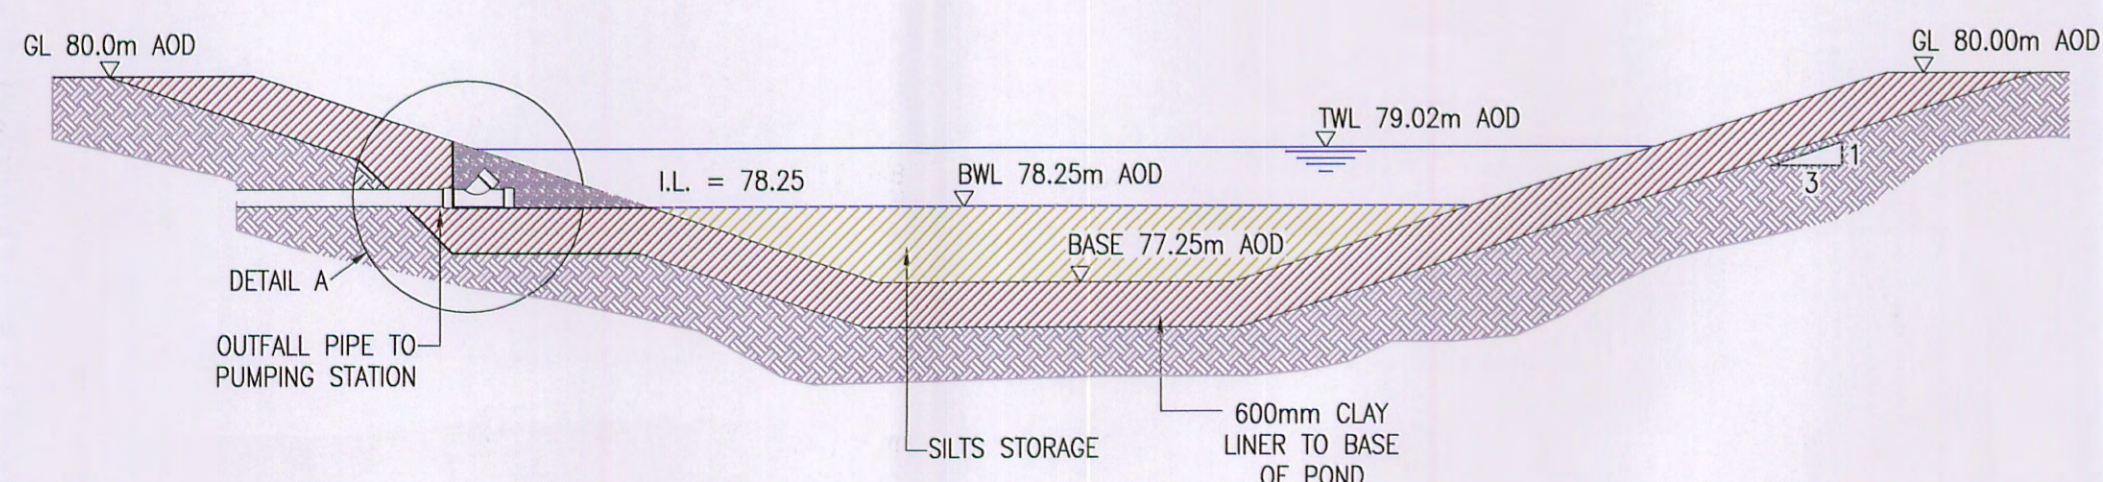 GL 80.0m AOD
GL 80.00m AOD
TWL 79.02m AOD
1
3
I.L. = 78.25
BWL 78.25m AOD
BASE 77.25m AOD
DETAIL A
OUTFALL PIPE TO
PUMPING STATION
SILTS STORAGE
600mm CLAY
LINER TO BASE
OF POND